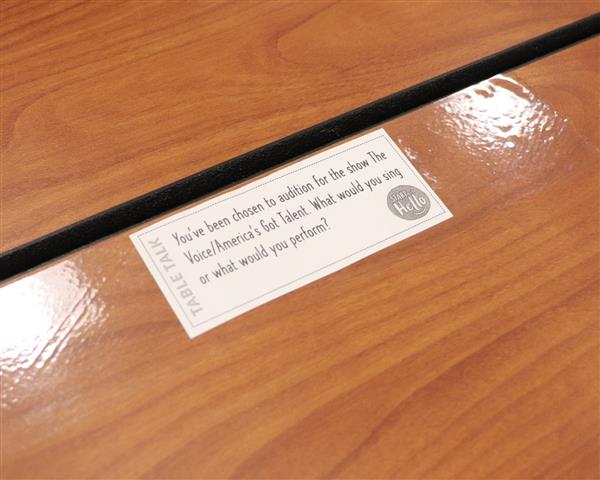 TABLE TALK
You've been chosen to audition for the show The
Voice/America's Got Talent. What would you sing
or what would you perform?
START
Hello